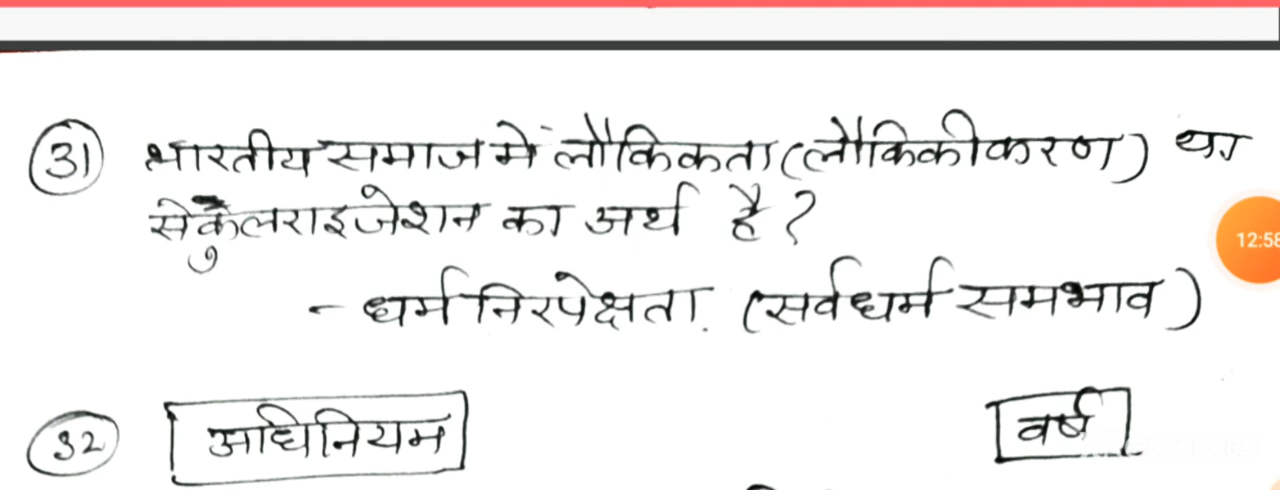 31 भारतीय समाज में लौकिकता (लौकिकीकरण) या
सेकुलराइजेशन का अर्थ है?
- धर्म निरपेक्षता. (सर्वधर्म समभाव)
32 अधिनियम वर्ष
12:58